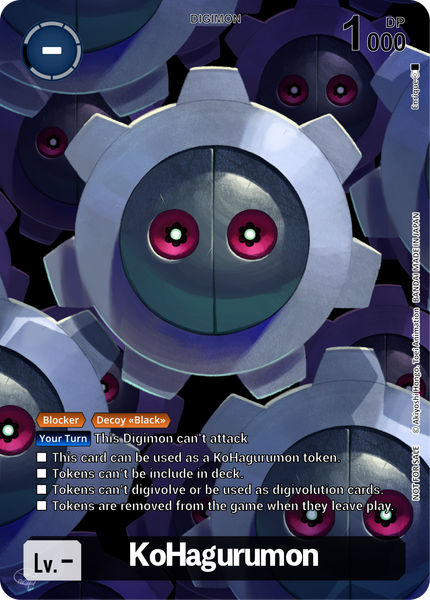 DIGIMON
–
DP
1000
Enrique
Blocker Decoy «Black»
Your Turn This Digimon can't attack
This card can be used as a KoHagurumon token.
Tokens can't be include in deck.
Tokens can't digivolve or be used as digivolution cards.
Tokens are removed from the game when they leave play.
Lv.–
KoHagurumon
NOT FOR SALE © Akiyoshi Hongo, Toei Animation BANDAI MADE IN JAPAN